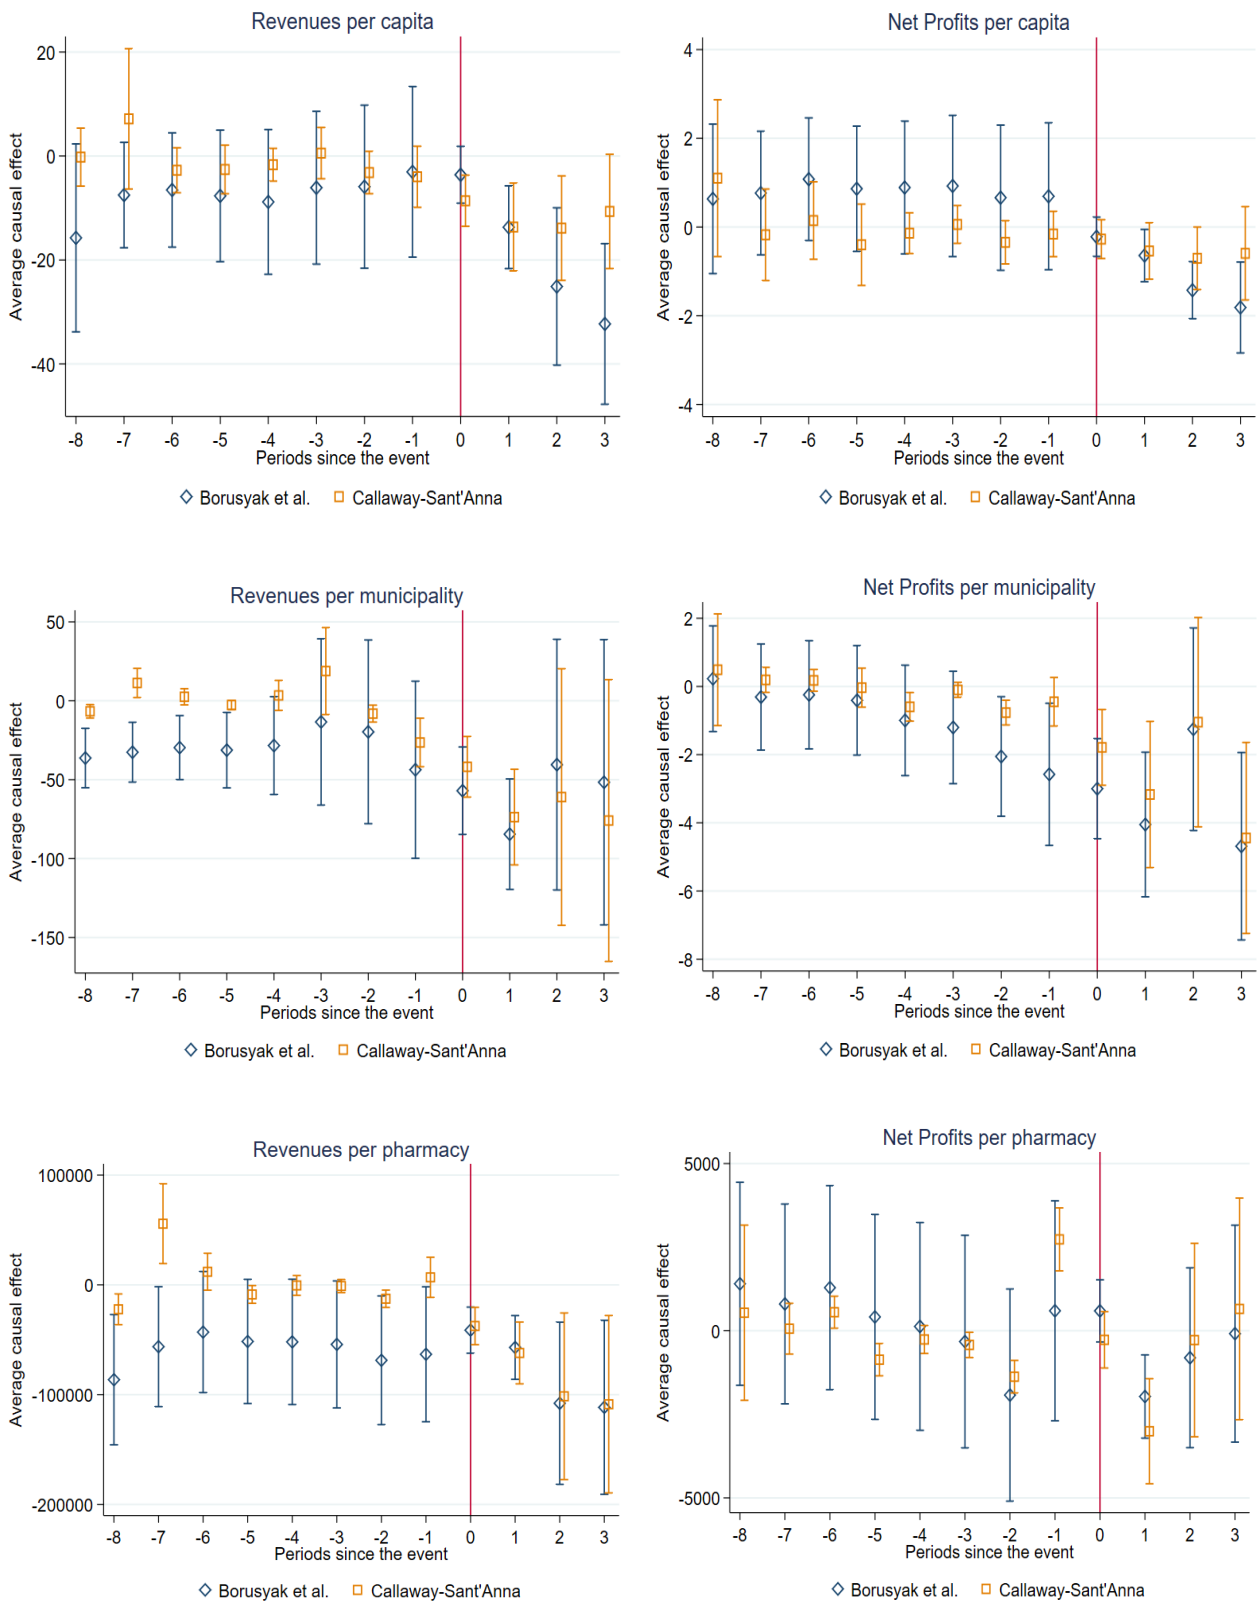 Revenues per capita
Average causal effect
20
0
-20
-40
-8 -7 -6 -5 -4 -3 -2 -1 0 1 2 3
Periods since the event
Borusyak et al. Callaway-Sant'Anna
Net Profits per capita
Average causal effect
4
2
0
-2
-4
-8 -7 -6 -5 -4 -3 -2 -1 0 1 2 3
Periods since the event
Borusyak et al. Callaway-Sant'Anna
Revenues per municipality
Average causal effect
50
0
-50
-100
-150
-8 -7 -6 -5 -4 -3 -2 -1 0 1 2 3
Periods since the event
Borusyak et al. Callaway-Sant'Anna
Net Profits per municipality
Average causal effect
2
0
-2
-4
-6
-8
-8 -7 -6 -5 -4 -3 -2 -1 0 1 2 3
Periods since the event
Borusyak et al. Callaway-Sant'Anna
Revenues per pharmacy
Average causal effect
100000
0
-100000
-200000
-8 -7 -6 -5 -4 -3 -2 -1 0 1 2 3
Periods since the event
Borusyak et al. Callaway-Sant'Anna
Net Profits per pharmacy
Average causal effect
5000
0
-5000
-8 -7 -6 -5 -4 -3 -2 -1 0 1 2 3
Periods since the event
Borusyak et al. Callaway-Sant'Anna